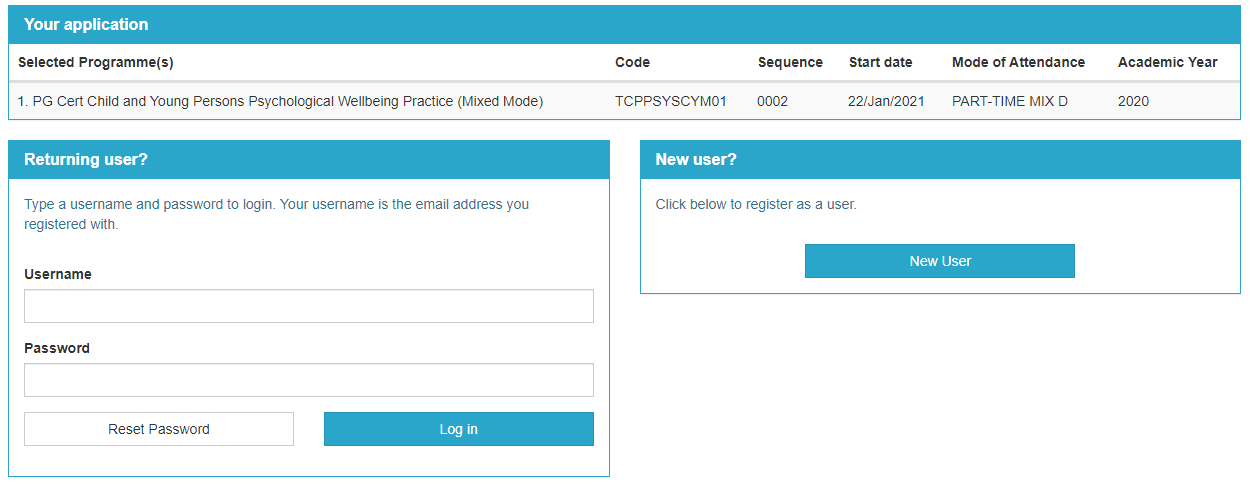 Your application
Selected Programme(s) Code Sequence Start date Mode of Attendance Academic Year
1. PG Cert Child and Young Persons Psychological Wellbeing Practice (Mixed Mode) TCPPSYSCYM01 0002 22/Jan/2021 PART-TIME MIX D 2020
Returning user?
Type a username and password to login. Your username is the email address you
registered with.
Username
Password
Reset Password Log in
New user?
Click below to register as a user.
New User